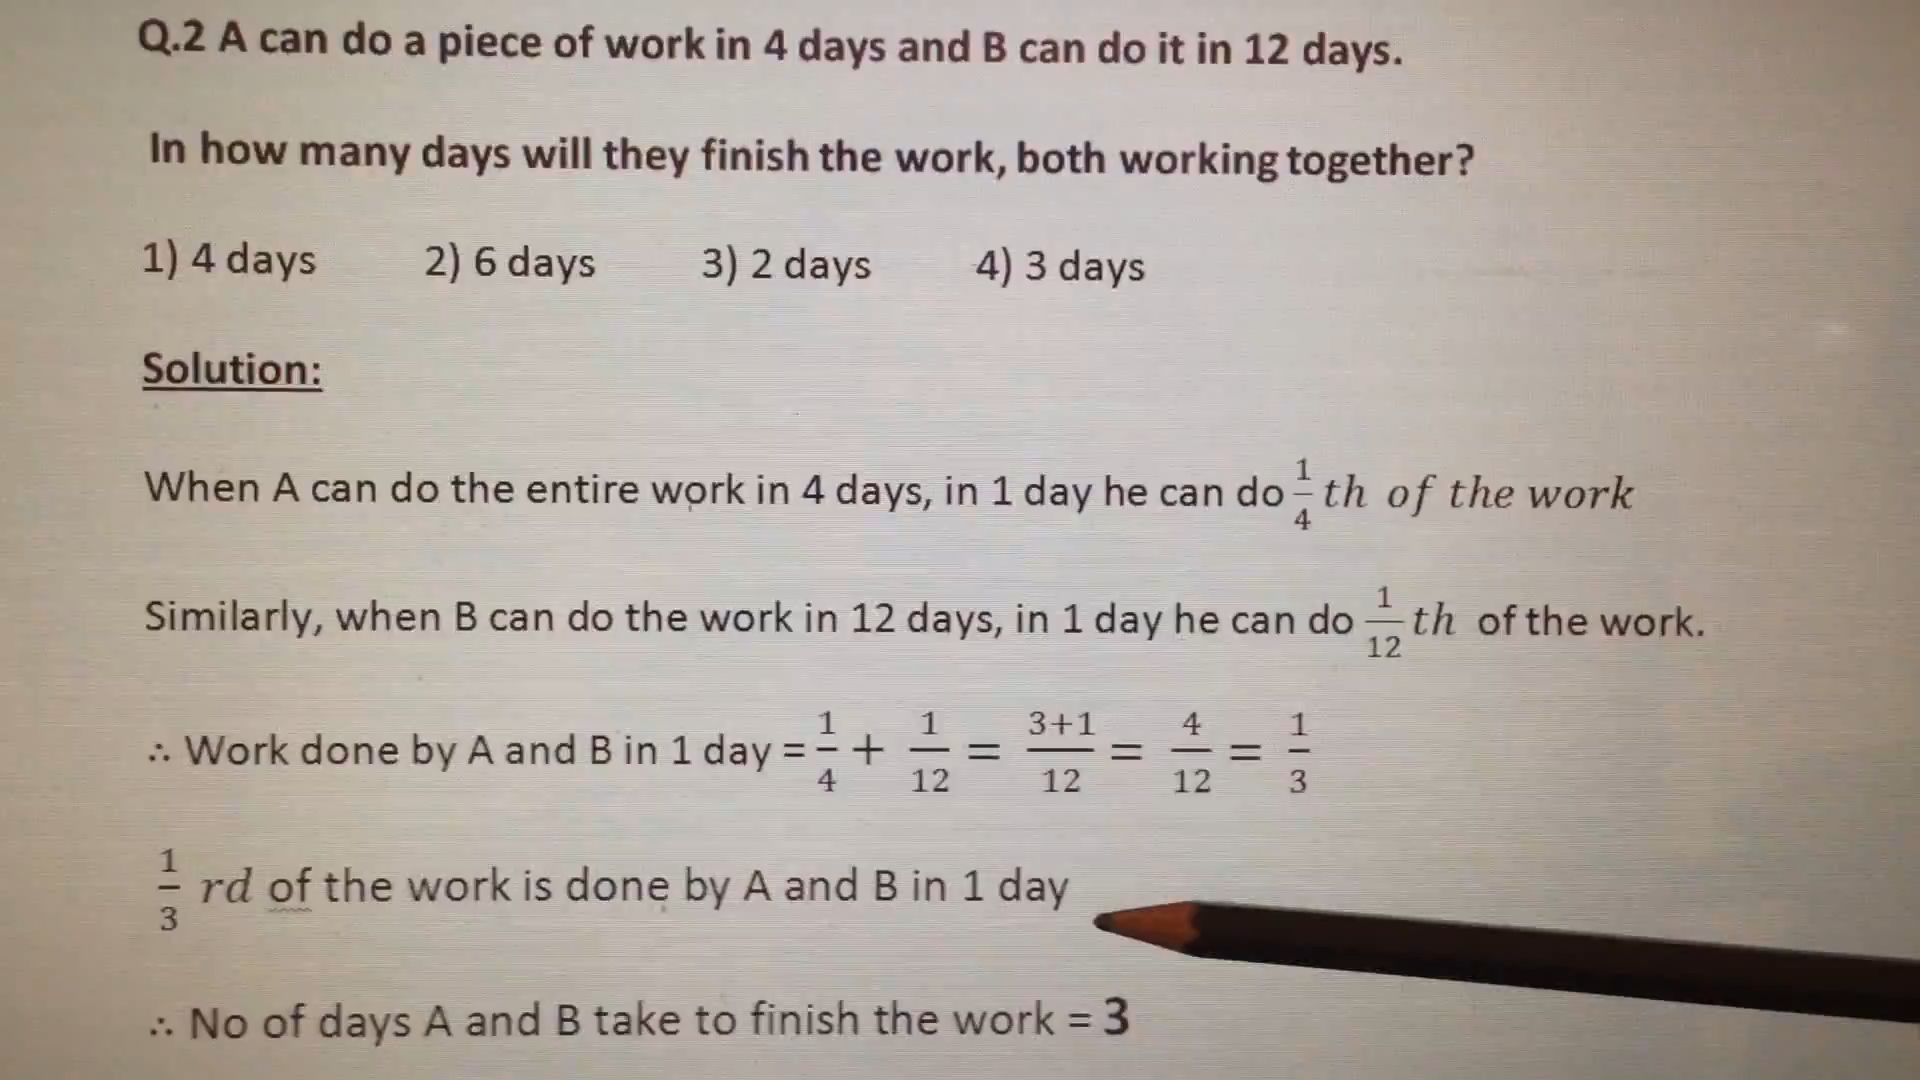 Q.2 A can do a piece of work in 4 days and B can do it in 12 days.
In how many days will they finish the work, both working together?
1) 4 days 2) 6 days 3) 2 days 4) 3 days
Solution:
When A can do the entire work in 4 days, in 1 day he can do 1/4 th of the work
Similarly, when B can do the work in 12 days, in 1 day he can do 1/12 th of the work.
∴ Work done by A and B in 1 day = 1/4 + 1/12 = 3+1/12 = 4/12 = 1/3
1/3 rd of the work is done by A and B in 1 day
∴ No of days A and B take to finish the work = 3